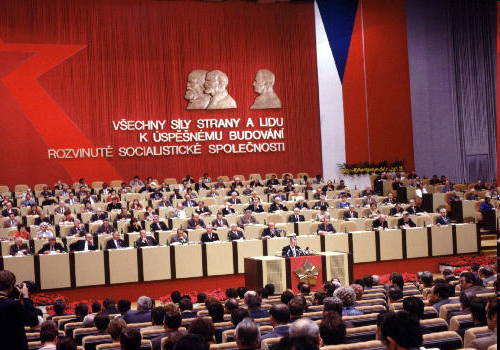 VŠECHNY SÍLY STRANY A LIDU
K ÚSPĚŠNÉMU BUDOVÁNÍ
ROZVINUTÉ SOCIALISTICKÉ SPOLEČNOSTI